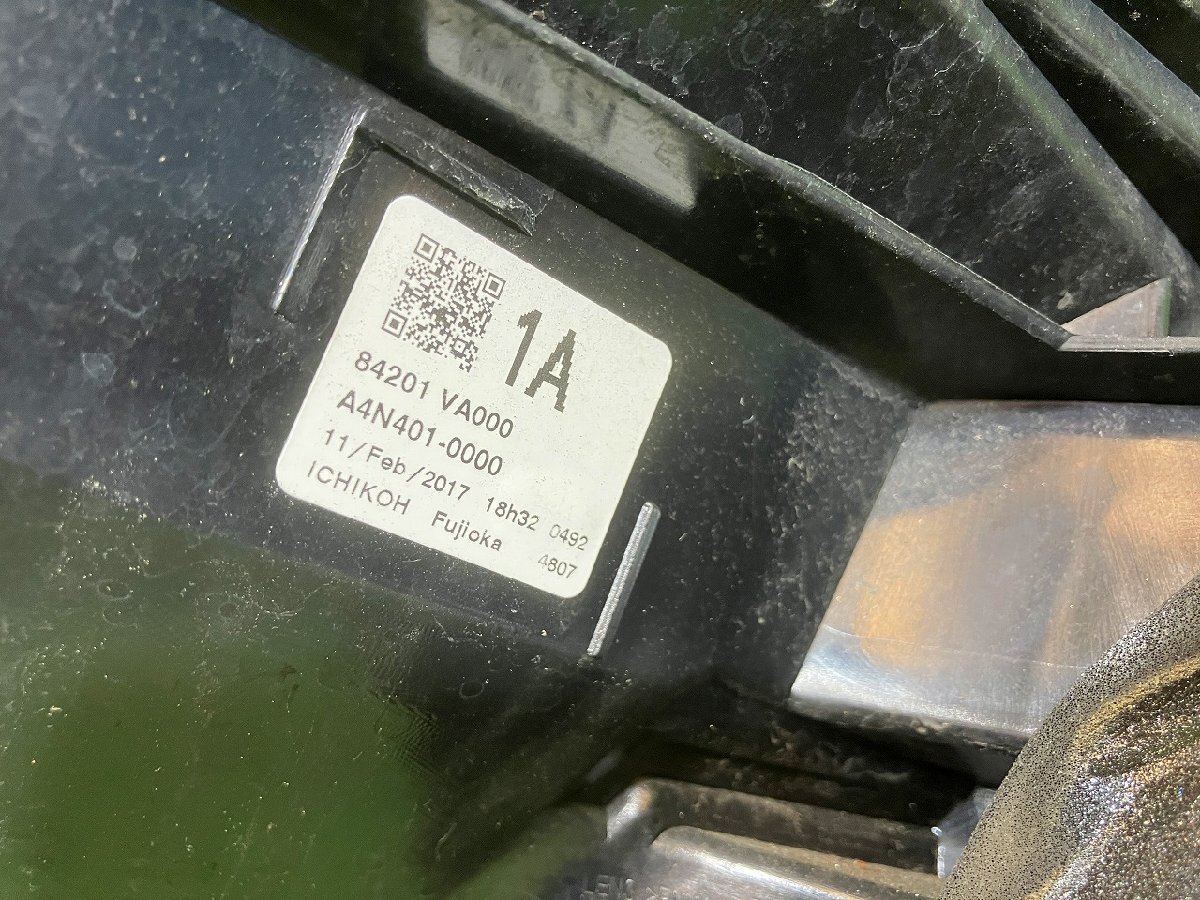 1A
84201 VA000
A4N401-0000
11/Feb/2017 18h32 0492
ICHIKOH Fujioka 4807